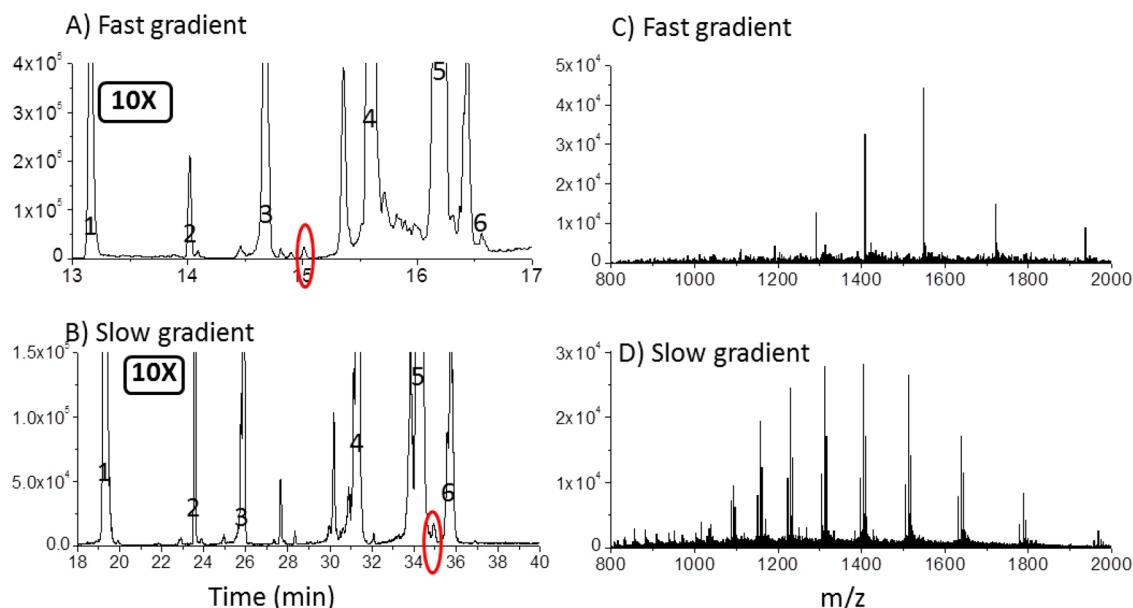 A) Fast gradient
4x10⁵
3x10⁵
2x10⁵
1x10⁵
0
10X
1
2
3
4
5
6
13 14 15 16 17
B) Slow gradient
1.5x10⁵
1.0x10⁵
5.0x10⁴
0.0
10X
1
2
3
4
5
6
18 20 22 24 26 28 30 32 34 36 38 40
Time (min)
C) Fast gradient
5x10⁴
4x10⁴
3x10⁴
2x10⁴
1x10⁴
0
800 1000 1200 1400 1600 1800 2000
D) Slow gradient
3x10⁴
2x10⁴
1x10⁴
0
800 1000 1200 1400 1600 1800 2000
m/z